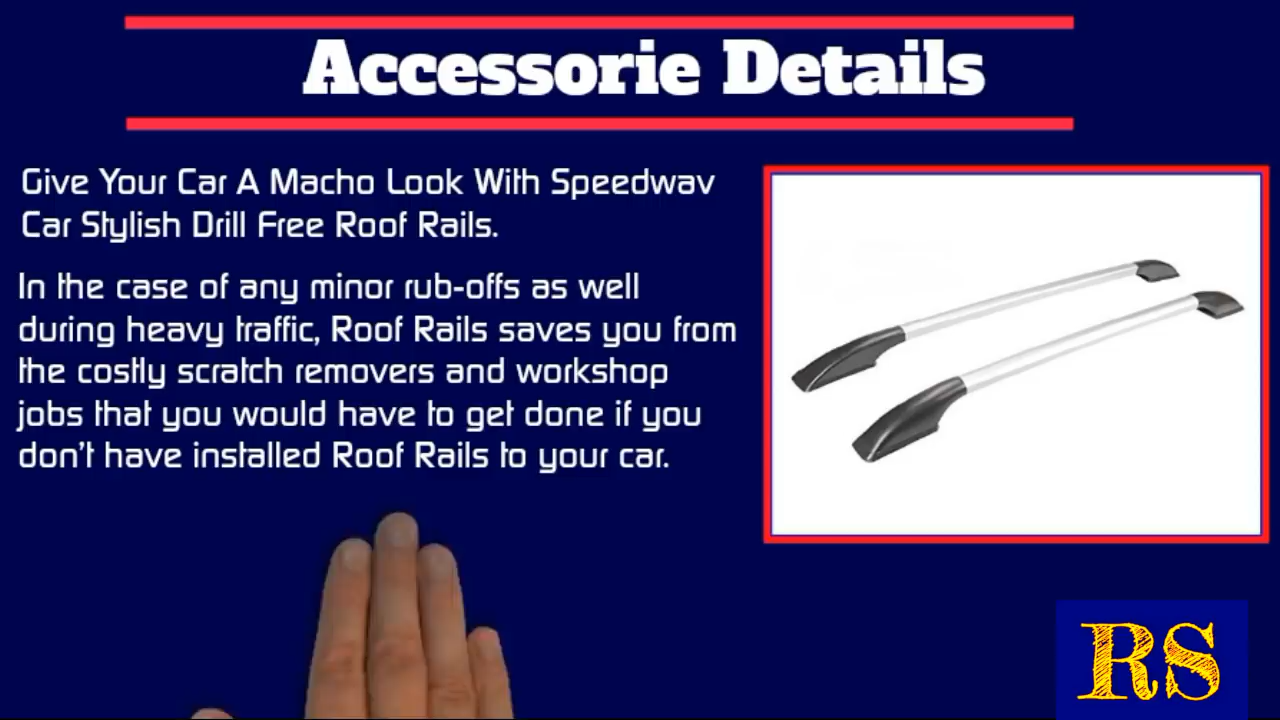 Accessorie Details
Give Your Car A Macho Look With Speedwav
Car Stylish Drill Free Roof Rails.
In the case of any minor rub-offs as well
during heavy traffic, Roof Rails saves you from
the costly scratch removers and workshop
jobs that you would have to get done if you
don't have installed Roof Rails to your car.
RS